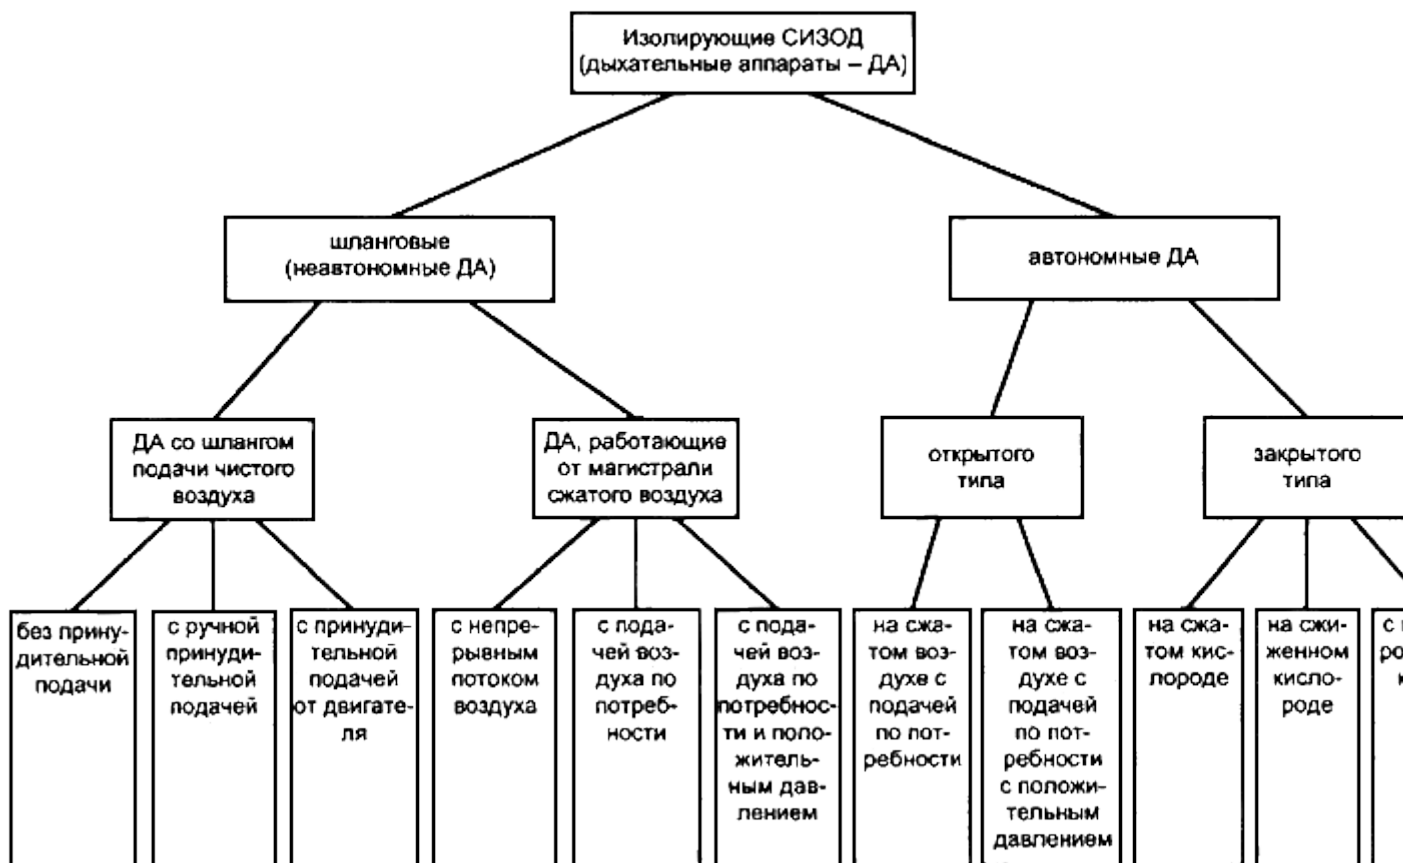 Изолирующие СИЗОД
(дыхательные аппараты – ДА)
шланговые
(неавтономные ДА)
автономные ДА
ДА со шлангом
подачи чистого
воздуха
ДА, работающие
от магистрали
сжатого воздуха
открытого
типа
закрытого
типа
без прину-
дительной
подачи
с ручной
принуди-
тельной
подачей
с принуди-
тельной
подачей
от двигате-
ля
с непре-
рывным
потоком
воздуха
с пода-
чей воз-
духа по
потреб-
ности
с пода-
чей воз-
духа по
потребнос-
ти и поло-
житель-
ным дав-
лением
на сжа-
том воз-
духе с
подачей
по пот-
ребности
на сжа-
том воз-
духе с
подачей
по пот-
ребности
с положи-
тельным
давлением
на сжа-
том кис-
лороде
на сжи-
женном
кисло-
роде
с